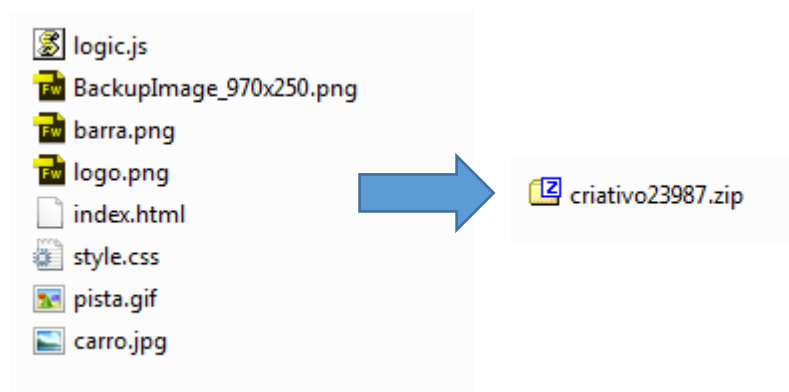 logic.js
BackupImage_970x250.png
barra.png
logo.png
index.html
style.css
pista.gif
carro.jpg
criativo23987.zip